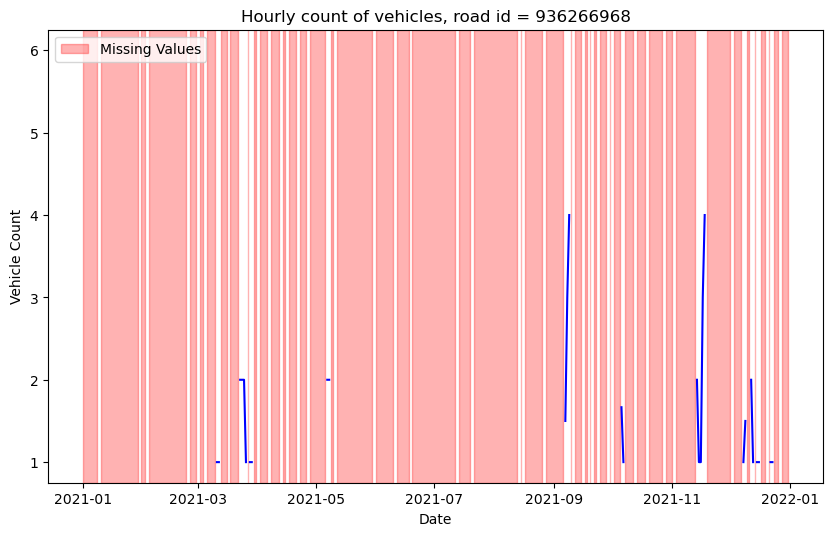 Hourly count of vehicles, road id = 936266968
Missing Values
6
5
4
3
2
1
Vehicle Count
2021-01 2021-03 2021-05 2021-07 2021-09 2021-11 2022-01
Date